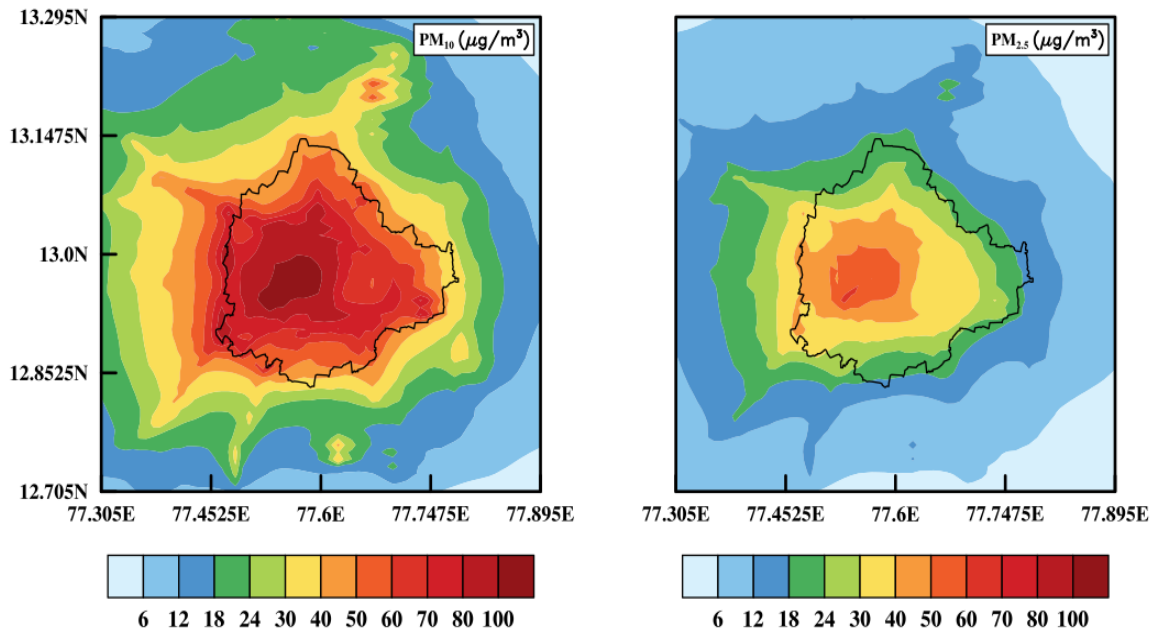 13.295N
PM₁₀ (μg/m³)
PM₂.₅ (μg/m³)
13.1475N
13.0N
12.8525N
12.705N
77.305E 77.4525E 77.6E 77.7475E 77.895E
77.305E 77.4525E 77.6E 77.7475E 77.895E
6 12 18 24 30 40 50 60 70 80 100
6 12 18 24 30 40 50 60 70 80 100